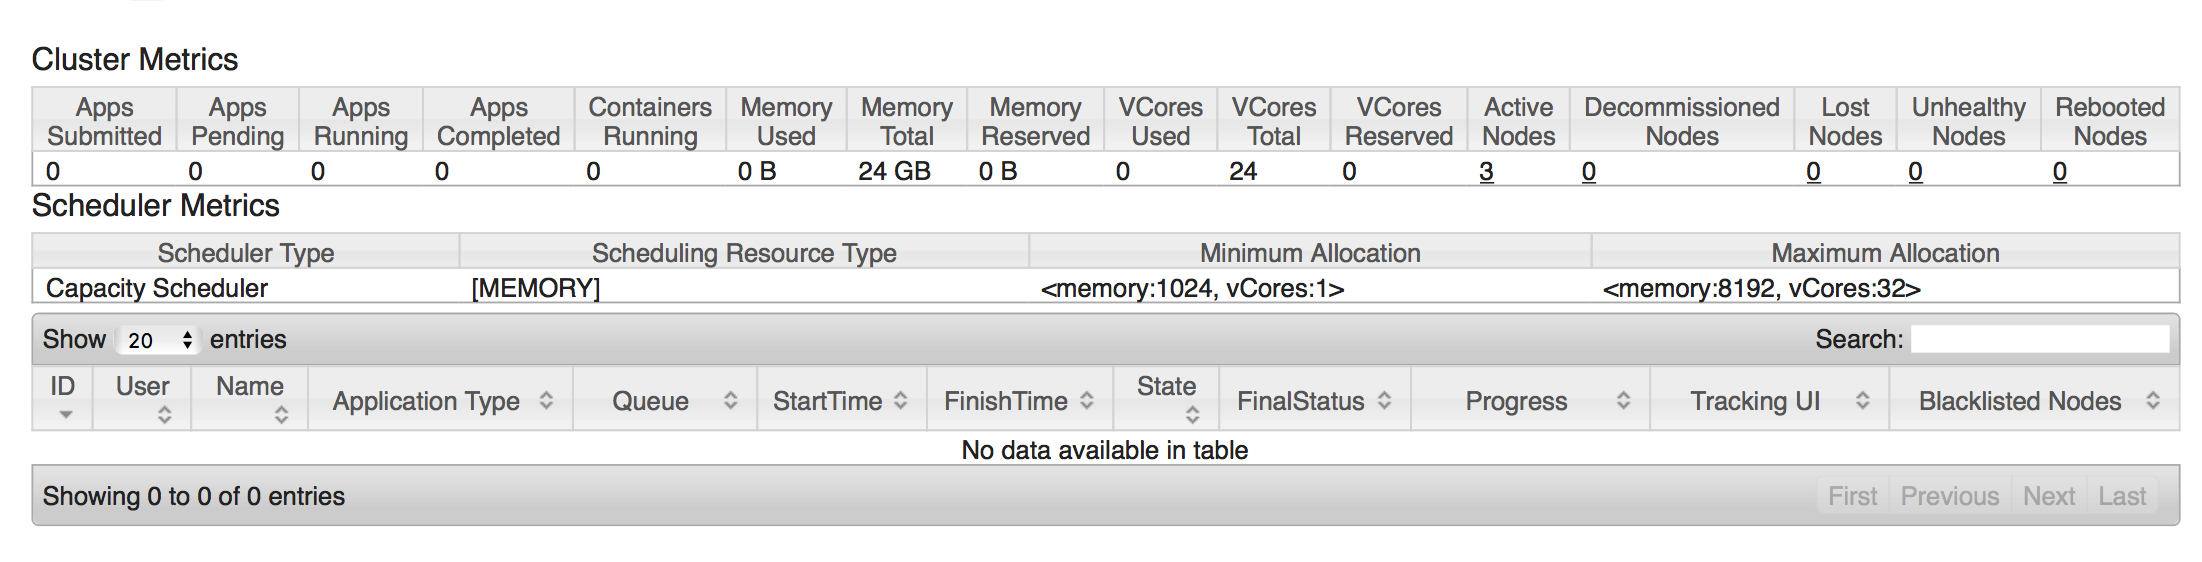 Cluster Metrics
Apps Submitted Apps Pending Apps Running Apps Completed Containers Running Memory Used Memory Total Memory Reserved VCores Used VCores Total VCores Reserved Active Nodes Decommissioned Nodes Lost Nodes Unhealthy Nodes Rebooted Nodes
0 0 0 0 0 0 B 24 GB 0 B 0 24 0 3 0 0 0 0
Scheduler Metrics
Scheduler Type Scheduling Resource Type Minimum Allocation Maximum Allocation
Capacity Scheduler [MEMORY] <memory:1024, vCores:1> <memory:8192, vCores:32>
Show 20 entries Search:
ID User Name Application Type Queue StartTime FinishTime State FinalStatus Progress Tracking UI Blacklisted Nodes
No data available in table
Showing 0 to 0 of 0 entries First Previous Next Last